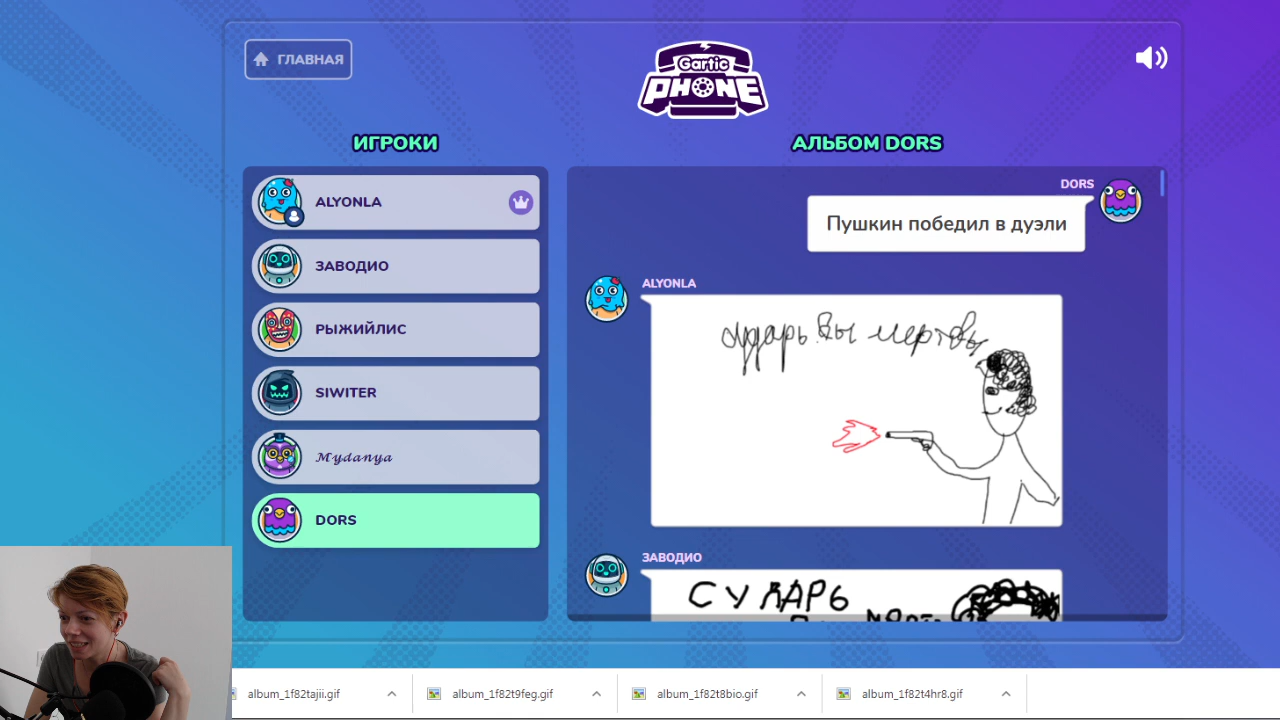 ГЛАВНАЯ
Gartic
PHONE
ИГРОКИ
ALYONLA
ЗАВОДИО
РЫЖИЙЛИС
SIWITER
Mydanya
DORS
АЛЬБОМ DORS
DORS
Пушкин победил в дуэли
ALYONLA
сударь вы мертвы
ЗАВОДИО
СУДАРЬ
album_1f82tajii.gif
album_1f82t9feg.gif
album_1f82t8bio.gif
album_1f82t4hr8.gif